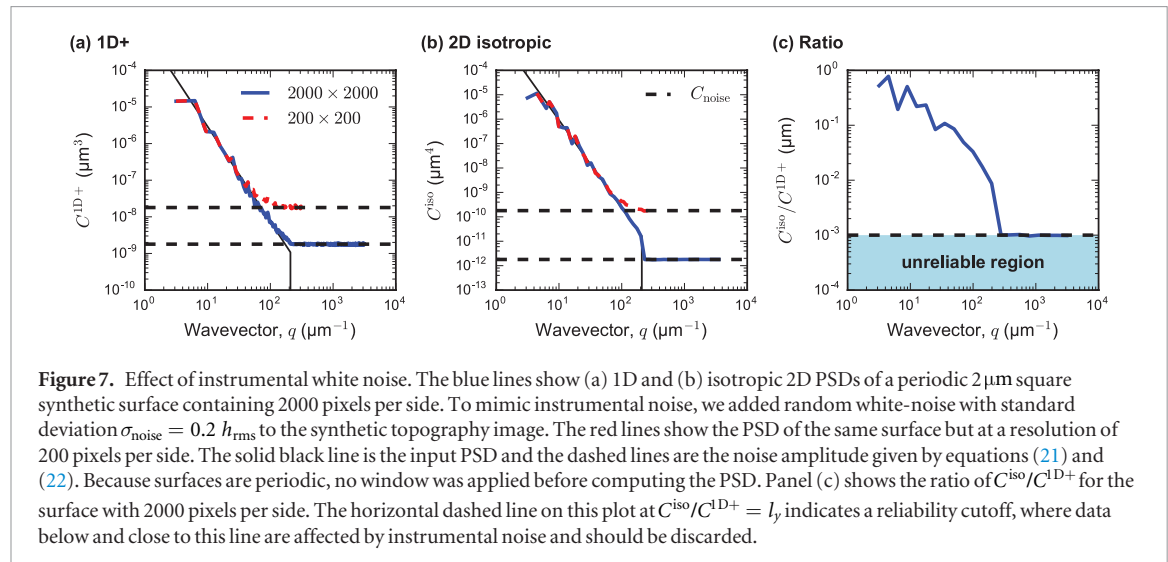 (a) 1D+
(b) 2D isotropic
(c) Ratio
10⁻⁴
10⁻⁵
10⁻⁶
10⁻⁷
10⁻⁸
10⁻⁹
10⁻¹⁰
C¹ᴰ⁺ (μm³)
2000 × 2000
200 × 200
10⁰ 10¹ 10² 10³ 10⁴
Wavevector, q (μm⁻¹)
10⁻⁴
10⁻⁵
10⁻⁶
10⁻⁷
10⁻⁸
10⁻⁹
10⁻¹⁰
10⁻¹¹
10⁻¹²
10⁻¹³
Cⁱˢᵒ (μm⁴)
C_noise
10⁰ 10¹ 10² 10³ 10⁴
Wavevector, q (μm⁻¹)
10⁰
10⁻¹
10⁻²
10⁻³
10⁻⁴
Cⁱˢᵒ/C¹ᴰ⁺ (μm)
unreliable region
10⁰ 10¹ 10² 10³ 10⁴
Wavevector, q (μm⁻¹)
Figure 7. Effect of instrumental white noise. The blue lines show (a) 1D and (b) isotropic 2D PSDs of a periodic 2 μm square
synthetic surface containing 2000 pixels per side. To mimic instrumental noise, we added random white-noise with standard
deviation σ_noise = 0.2 h_rms to the synthetic topography image. The red lines show the PSD of the same surface but at a resolution of
200 pixels per side. The solid black line is the input PSD and the dashed lines are the noise amplitude given by equations (21) and
(22). Because surfaces are periodic, no window was applied before computing the PSD. Panel (c) shows the ratio of Cⁱˢᵒ/C¹ᴰ⁺ for the
surface with 2000 pixels per side. The horizontal dashed line on this plot at Cⁱˢᵒ/C¹ᴰ⁺ = l_y indicates a reliability cutoff, where data
below and close to this line are affected by instrumental noise and should be discarded.